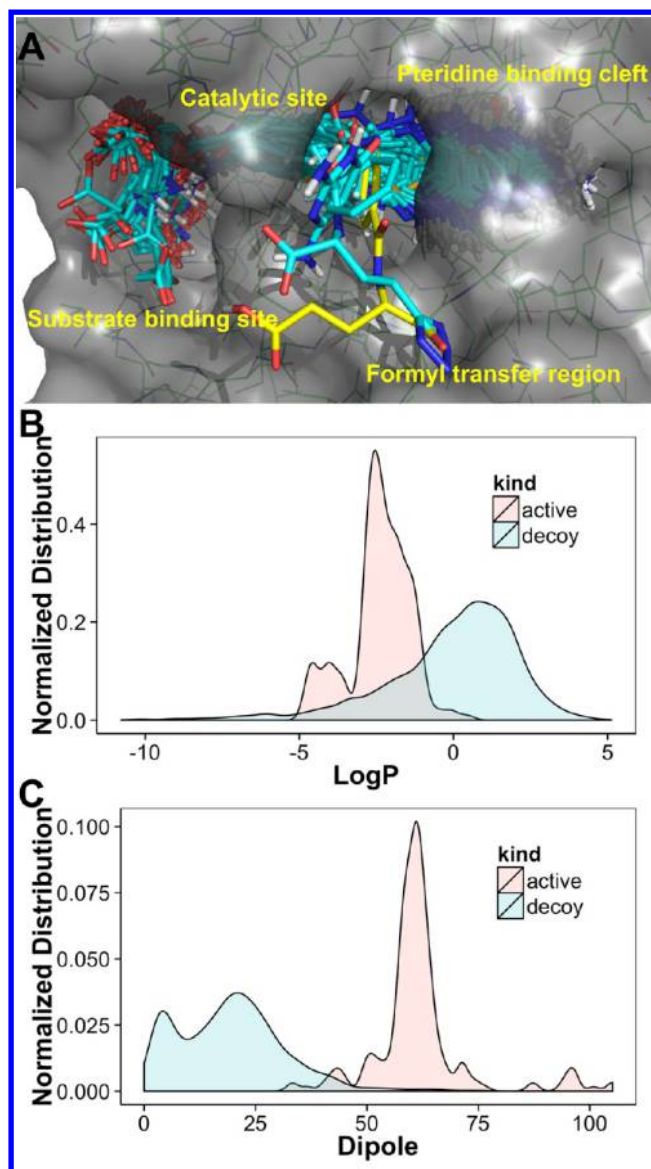 A
Pteridine binding cleft
Catalytic site
Substrate binding site
Formyl transfer region
B
Normalized Distribution
0.4
0.2
0.0
kind
active
decoy
-10
-5
0
5
LogP
C
Normalized Distribution
0.100
0.075
0.050
0.025
0.000
kind
active
decoy
0
25
50
75
100
Dipole